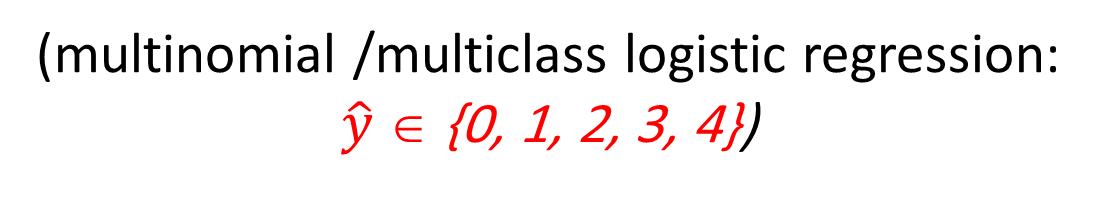 (multinomial /multiclass logistic regression:
ŷ ∈ {0, 1, 2, 3, 4})